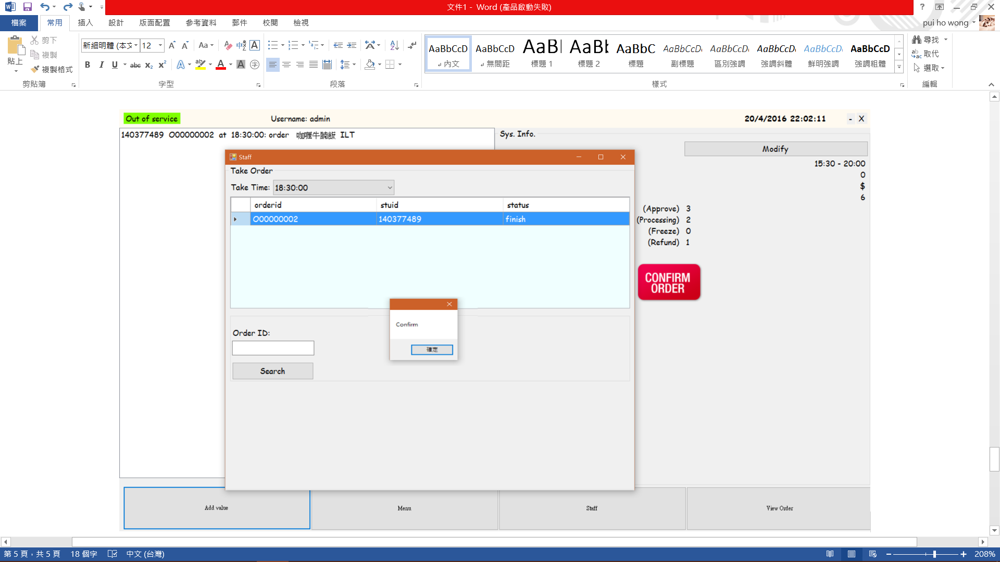 文件1 - Word (產品啟動失敗)
檔案 常用 插入 設計 版面配置 參考資料 郵件 校閱 檢視 pui ho wong
貼上 剪下 複製 複製格式
剪貼簿
新細明體 (本文 12
字型
段落
AaBbCcD AaBbCcD AaBl AaBb AaBbC AaBbCcD AaBbCcD AaBbCcD AaBbCcD AaBbCcD
內文 無間距 標題 1 標題 2 標題 副標題 區別強調 強調斜體 鮮明強調 強調粗體
樣式
尋找
取代
選取
編輯
Out of service Username: admin 20/4/2016 22:02:11 - X
140377489 O00000002 at 18:30:00: order 咖喱牛腩飯 ILT
Sys. Info.
Modify
15:30 - 20:00
0
$
6
(Approve) 3
(Processing) 2
(Freeze) 0
(Refund) 1
CONFIRM
ORDER
Staff
Take Order
Take Time: 18:30:00
orderid stuid status
O00000002 140377489 finish
Confirm
確定
Order ID:
Search
Add value Menu Staff View Order
第 5 頁，共 5 頁 18 個字 中文 (台灣) 208%